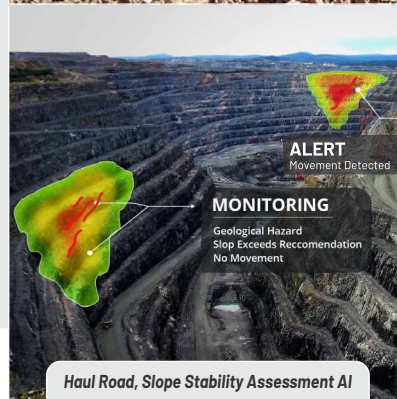 ALERT
Movement Detected
MONITORING
Geological Hazard
Slop Exceeds Reccomendation
No Movement
Haul Road, Slope Stability Assessment AI